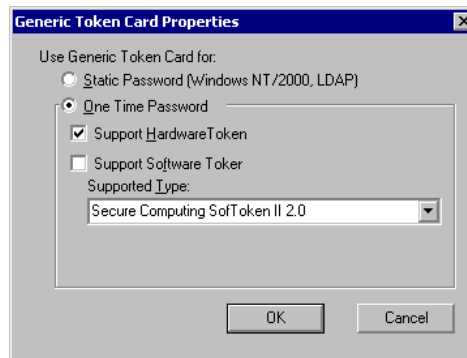 Generic Token Card Properties
Use Generic Token Card for:
Static Password (Windows NT/2000, LDAP)
One Time Password
Support HardwareToken
Support Software Toker
Supported Type:
Secure Computing SofToken II 2.0
OK Cancel